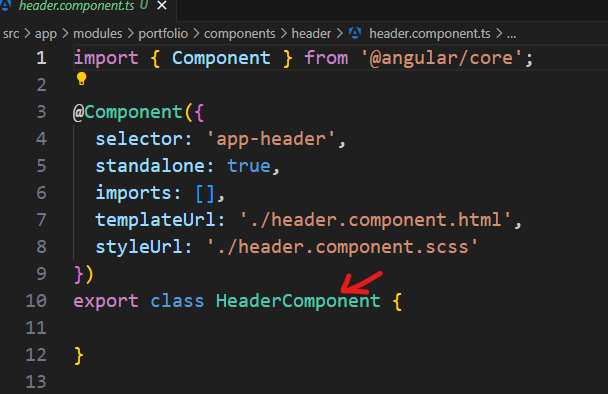 header.component.ts U ×
src > app > modules > portfolio > components > header > header.component.ts > ...
1 import { Component } from '@angular/core';
2
3 @Component({
4   selector: 'app-header',
5   standalone: true,
6   imports: [],
7   templateUrl: './header.component.html',
8   styleUrl: './header.component.scss'
9 })
10 export class HeaderComponent {
11
12 }
13